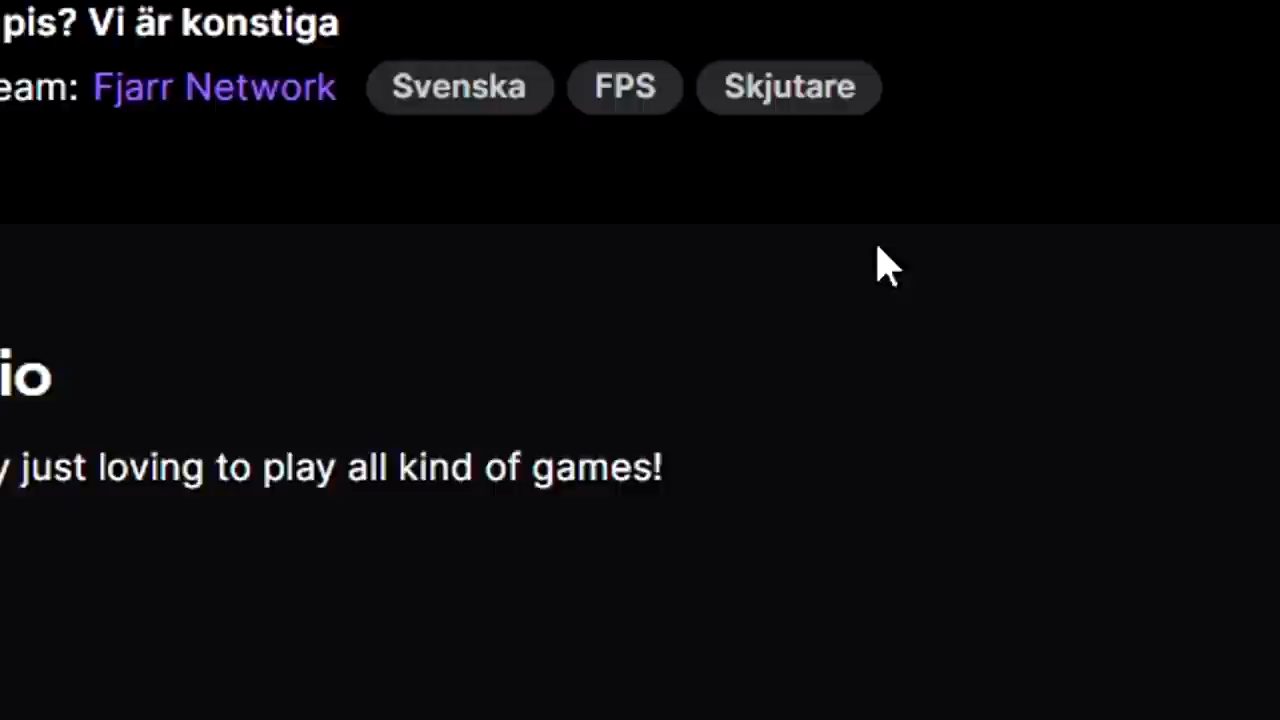 pis? Vi är konstiga
eam: Fjarr Network Svenska FPS Skjutare
io
y just loving to play all kind of games!